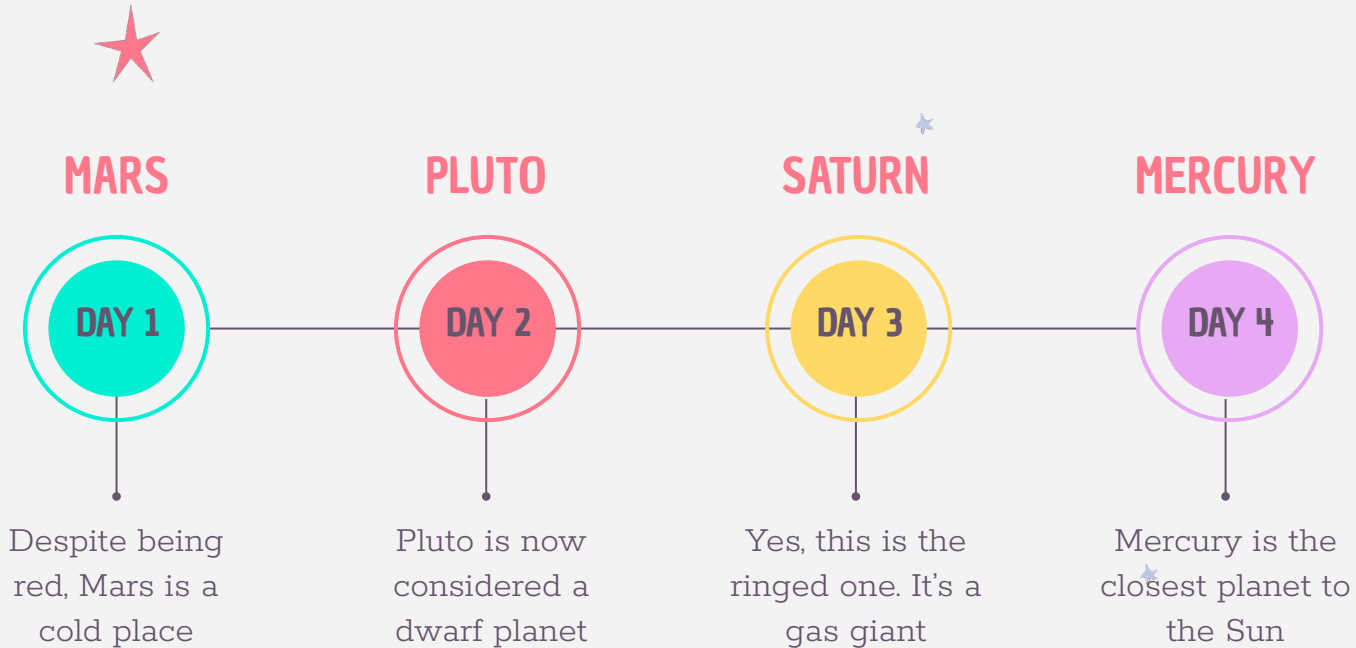 MARS
PLUTO
SATURN
MERCURY
DAY 1
DAY 2
DAY 3
DAY 4
Despite being
red, Mars is a
cold place
Pluto is now
considered a
dwarf planet
Yes, this is the
ringed one. It’s a
gas giant
Mercury is the
closest planet to
the Sun